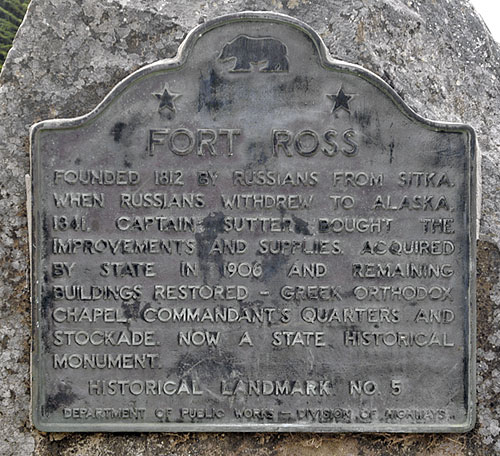 FORT ROSS
FOUNDED 1812 BY RUSSIANS FROM SITKA.
WHEN RUSSIANS WITHDREW TO ALASKA,
1841, CAPTAIN SUTTER BOUGHT THE
IMPROVEMENTS AND SUPPLIES. ACQUIRED
BY STATE IN 1906 AND REMAINING
BUILDINGS RESTORED - GREEK ORTHODOX
CHAPEL, COMMANDANT'S QUARTERS AND
STOCKADE. NOW A STATE HISTORICAL
MONUMENT.
HISTORICAL LANDMARK NO. 5
DEPARTMENT OF PUBLIC WORKS - DIVISION OF HIGHWAYS